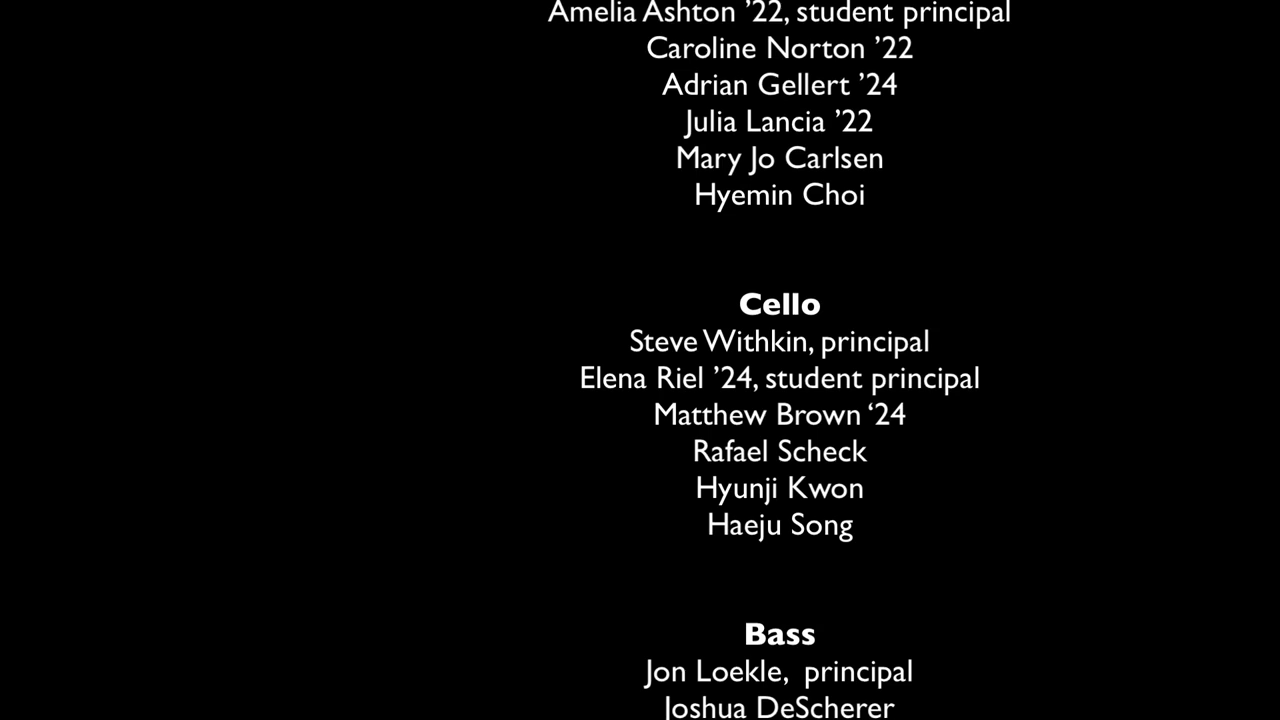 Amelia Ashton ’22, student principal
Caroline Norton ’22
Adrian Gellert ’24
Julia Lancia ’22
Mary Jo Carlsen
Hyemin Choi
Cello
Steve Withkin, principal
Elena Riel ’24, student principal
Matthew Brown ‘24
Rafael Scheck
Hyunji Kwon
Haeju Song
Bass
Jon Loekle,  principal
Joshua DeScherer